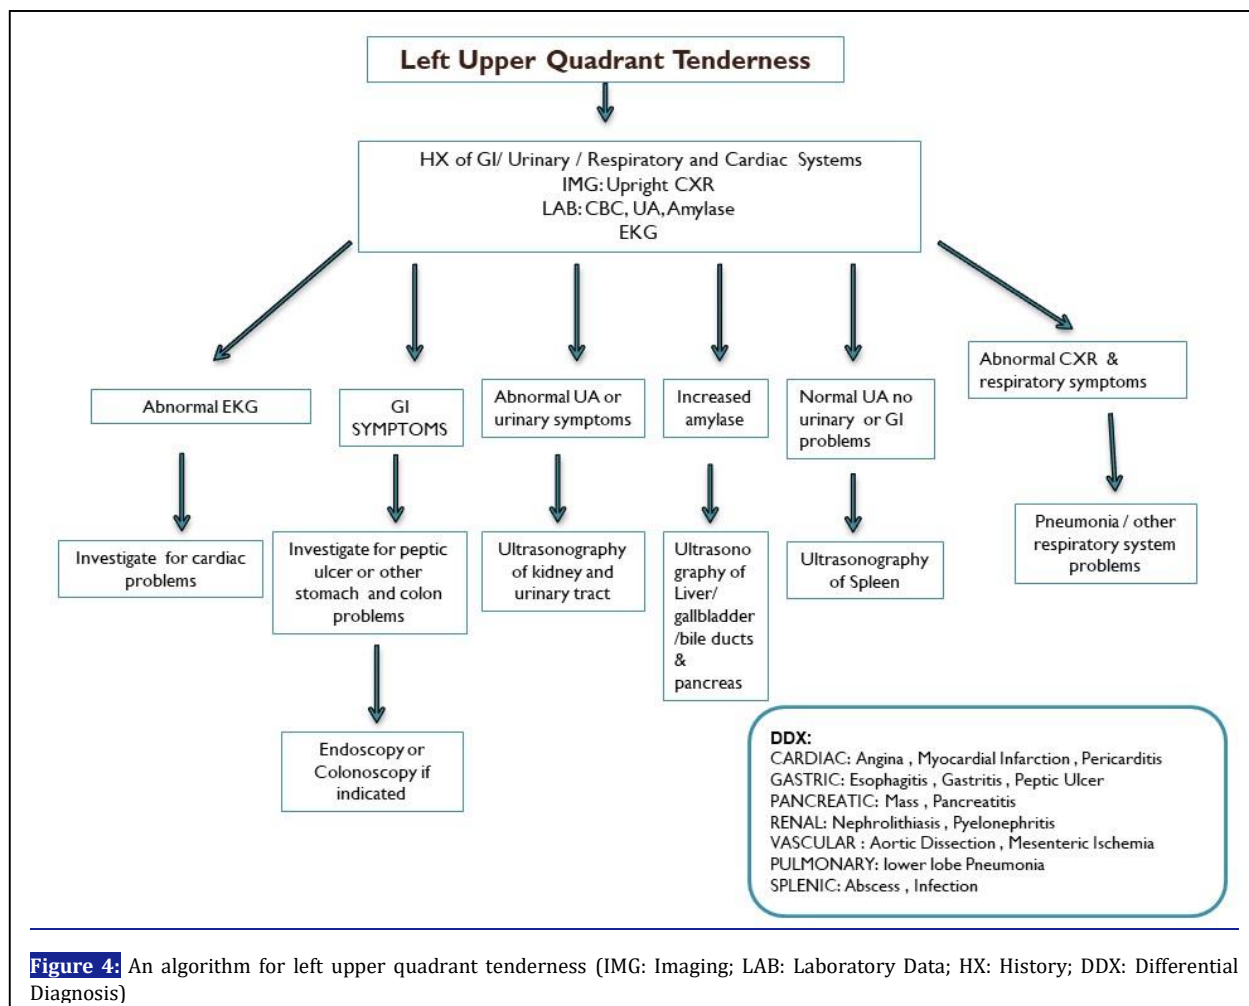 Left Upper Quadrant Tenderness
HX of GI/ Urinary / Respiratory and Cardiac Systems
IMG: Upright CXR
LAB: CBC, UA, Amylase
EKG
Abnormal EKG
GI
SYMPTOMS
Abnormal UA or
urinary symptoms
Increased
amylase
Normal UA no
urinary or GI
problems
Abnormal CXR &
respiratory symptoms
Investigate for cardiac
problems
Investigate for peptic
ulcer or other
stomach and colon
problems
Ultrasonography
of kidney and
urinary tract
Ultrasono
graphy of
Liver/
gallbladder
/bile ducts
&
pancreas
Ultrasonography
of Spleen
Pneumonia / other
respiratory system
problems
Endoscopy or
Colonoscopy if
indicated
DDX:
CARDIAC: Angina , Myocardial Infarction , Pericarditis
GASTRIC: Esophagitis , Gastritis , Peptic Ulcer
PANCREATIC: Mass , Pancreatitis
RENAL: Nephrolithiasis , Pyelonephritis
VASCULAR : Aortic Dissection , Mesenteric Ischemia
PULMONARY: lower lobe Pneumonia
SPLENIC: Abscess , Infection
Figure 4: An algorithm for left upper quadrant tenderness (IMG: Imaging; LAB: Laboratory Data; HX: History; DDX: Differential
Diagnosis)